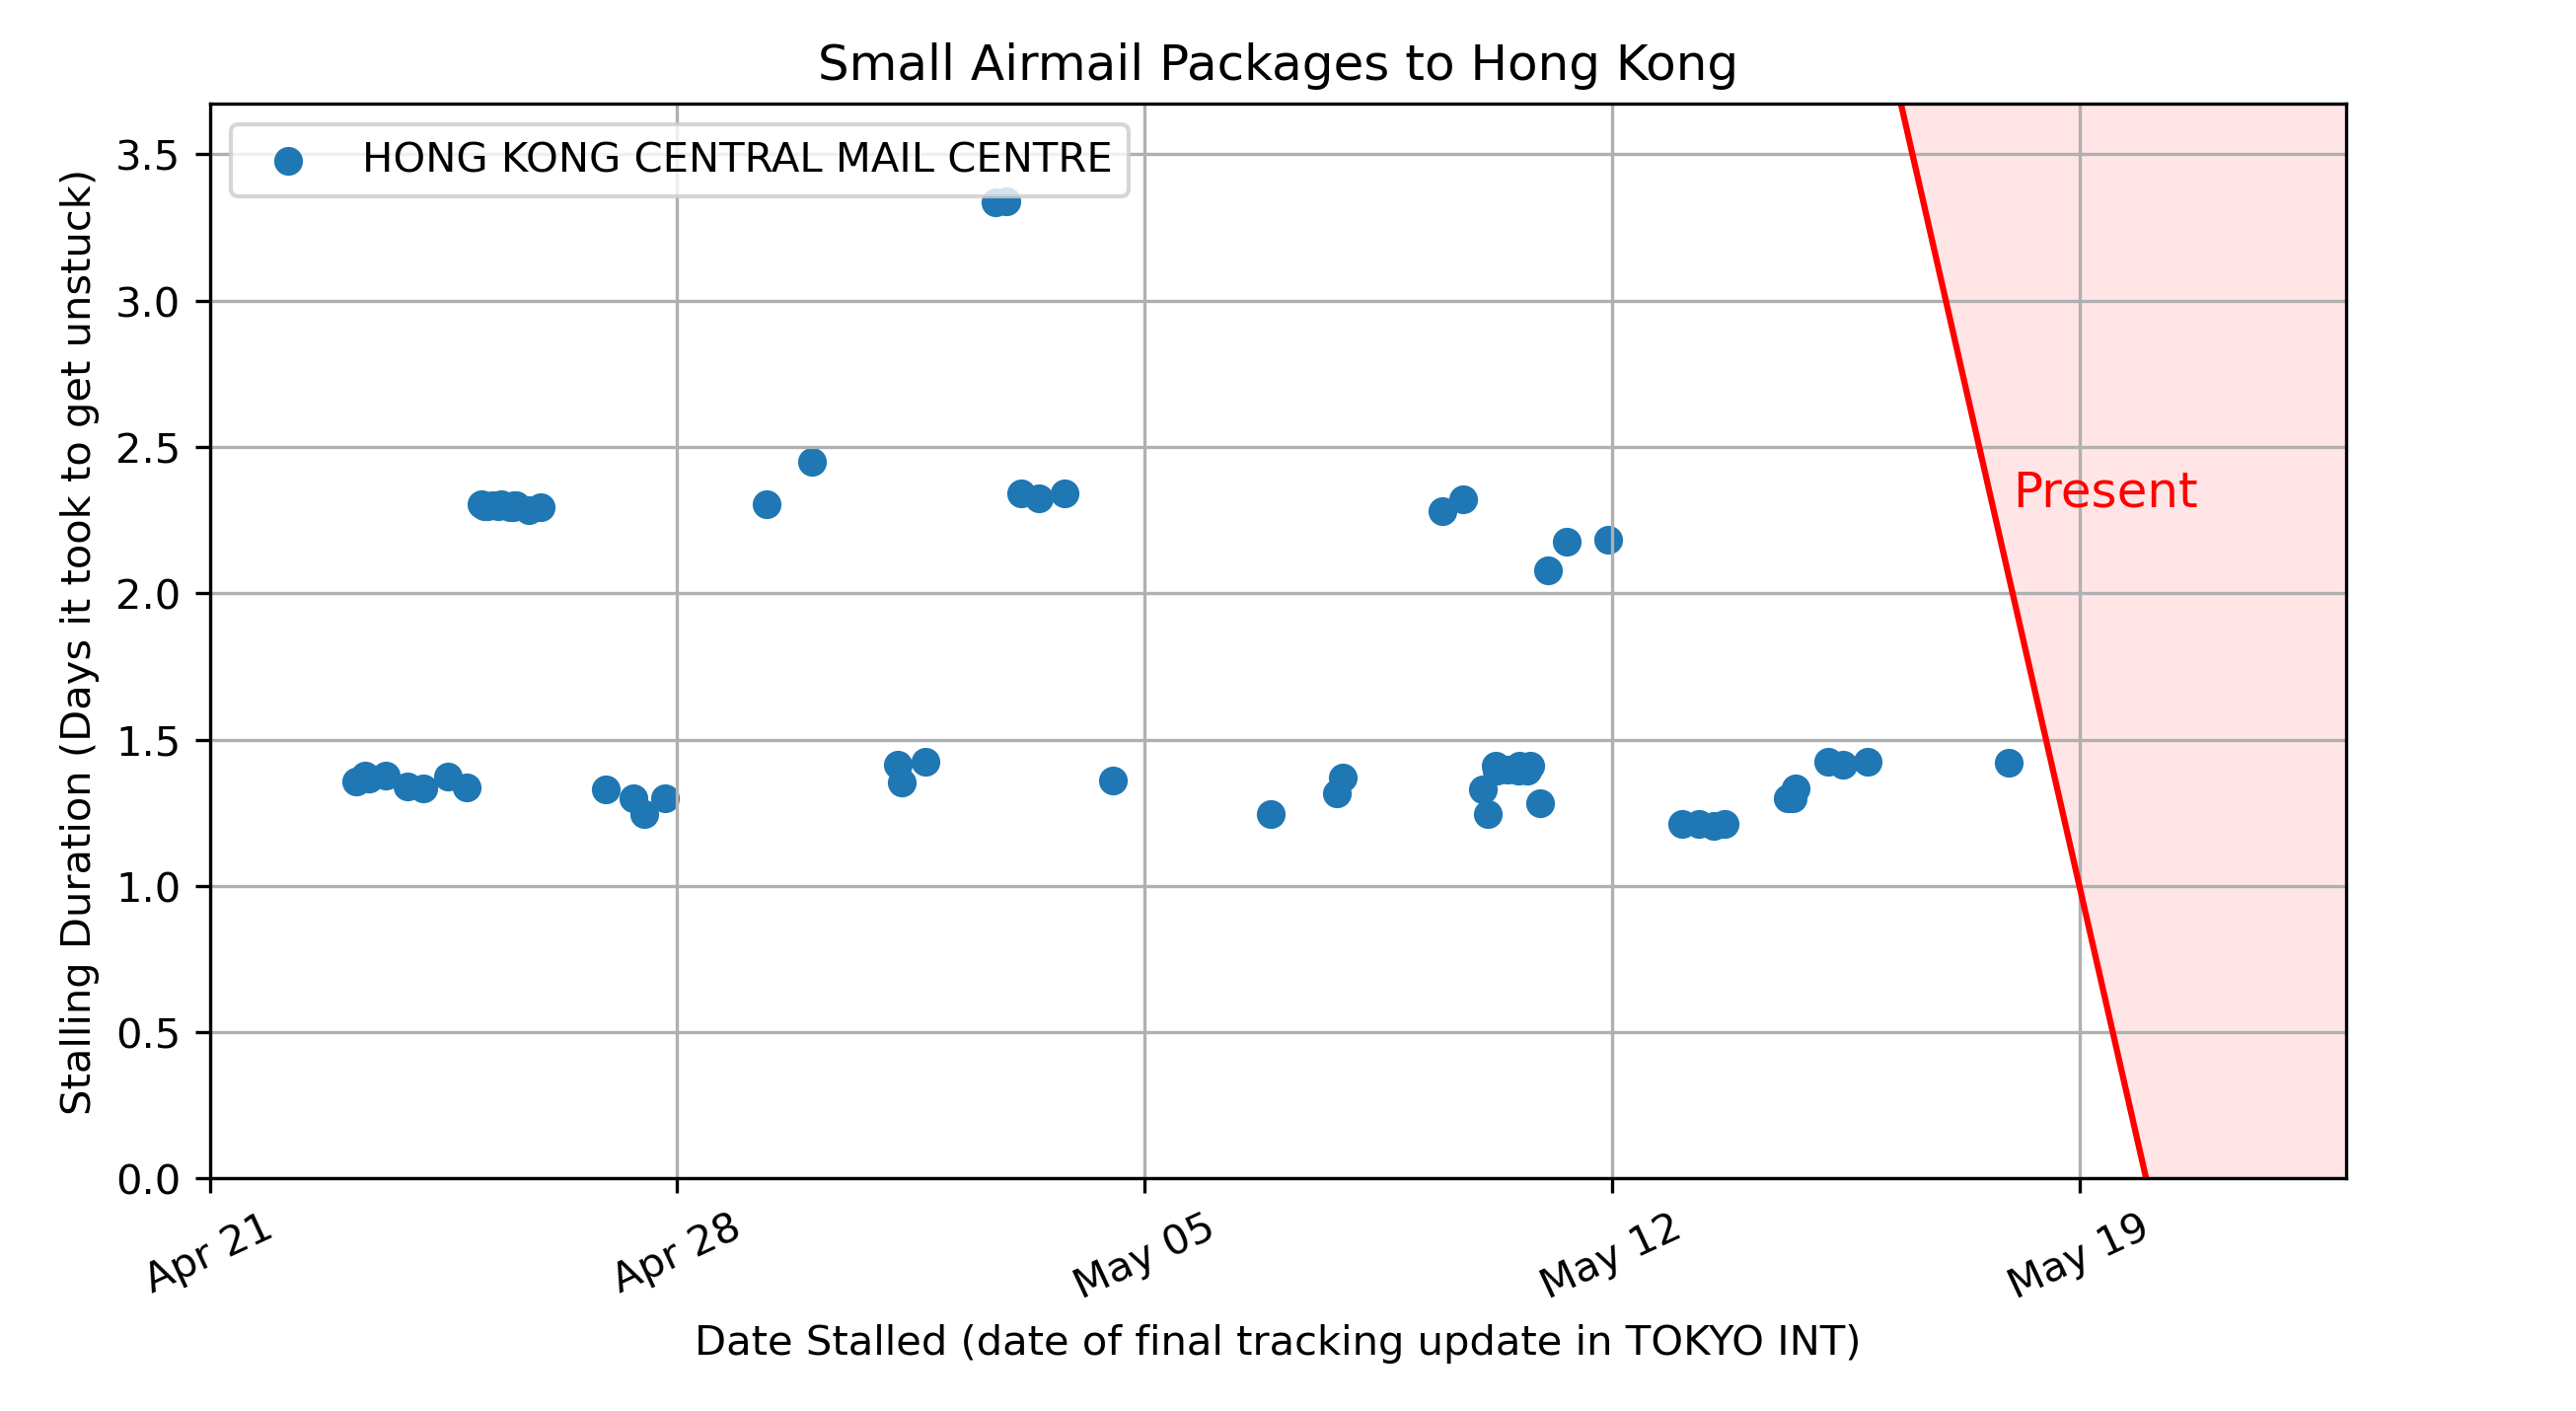 Small Airmail Packages to Hong Kong
HONG KONG CENTRAL MAIL CENTRE
Stalling Duration (Days it took to get unstuck)
3.5
3.0
2.5
2.0
1.5
1.0
0.5
0.0
Present
Apr 21
Apr 28
May 05
May 12
May 19
Date Stalled (date of final tracking update in TOKYO INT)